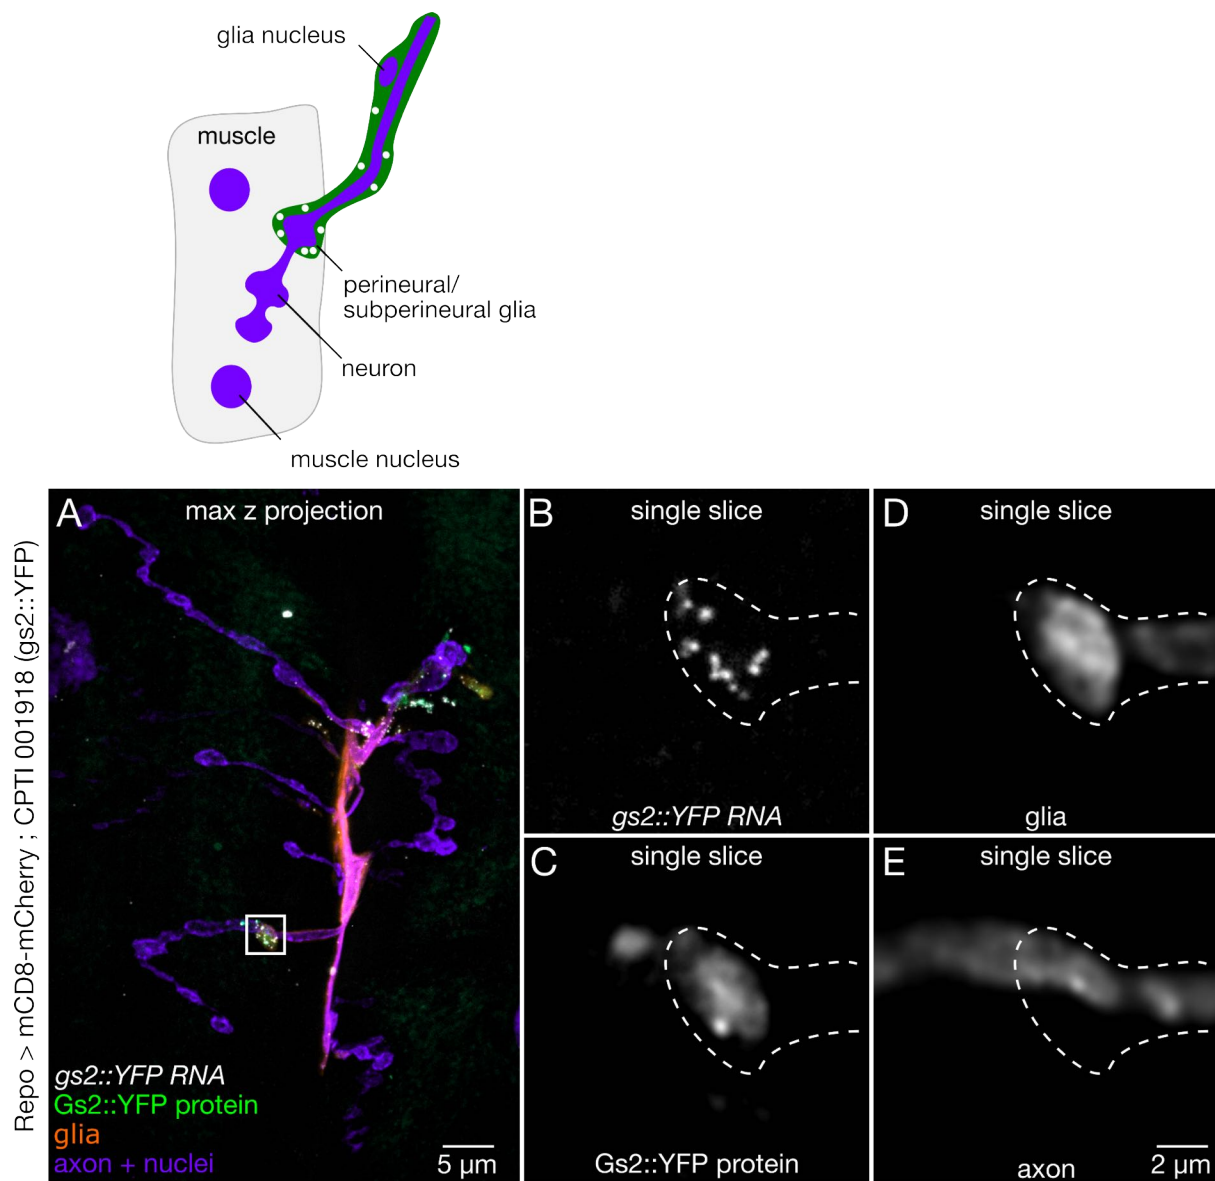 glia nucleus
muscle
perineural/
subperineural glia
neuron
muscle nucleus
Repo > mCD8-mCherry ; CPTI 001918 (gs2::YFP)
A
max z projection
gs2::YFP RNA
Gs2::YFP protein
glia
axon + nuclei
5 µm
B
single slice
gs2::YFP RNA
D
single slice
glia
C
single slice
Gs2::YFP protein
E
single slice
axon
2 µm